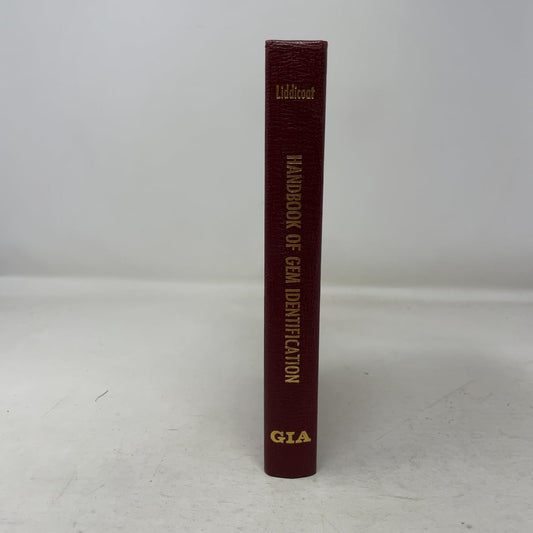 Liddicoat
HANDBOOK OF GEM IDENTIFICATION
GIA